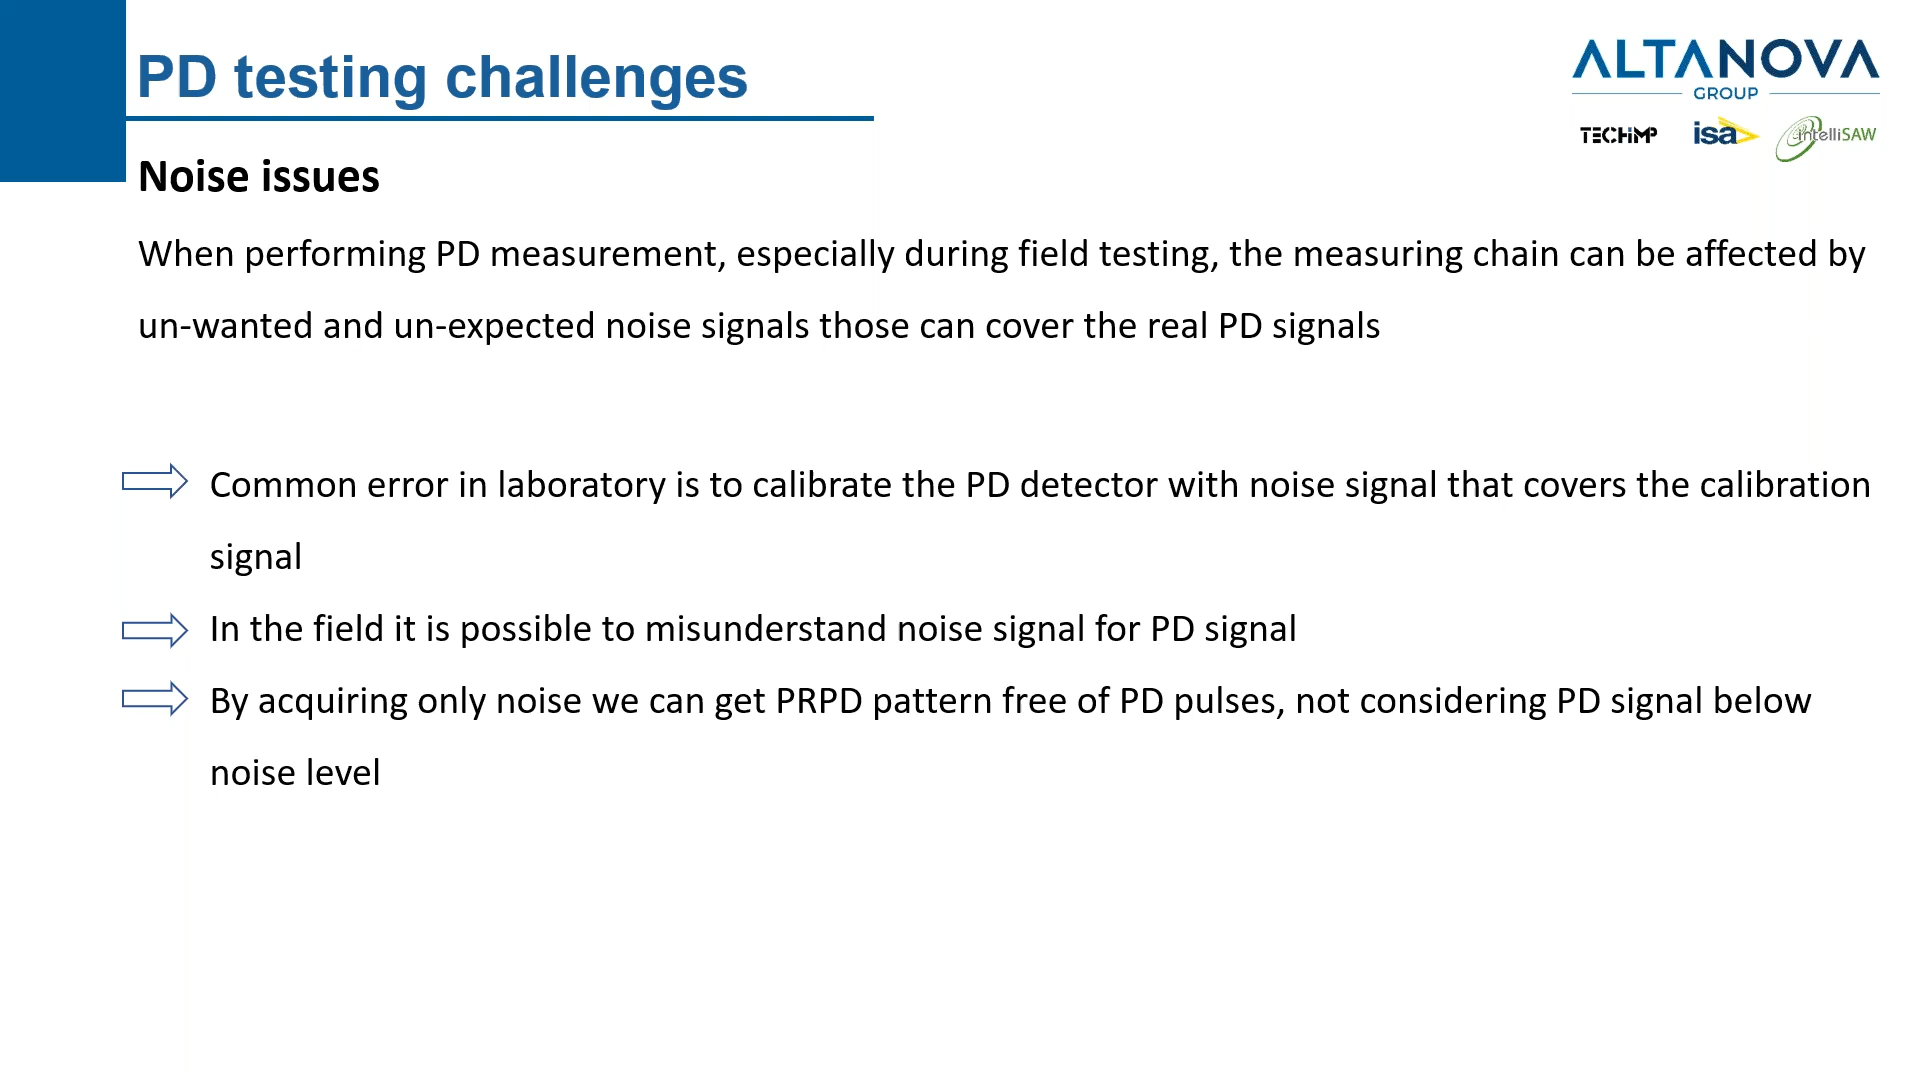 PD testing challenges
ALTANOVA
GROUP
TECHIMP
isa
intelliSAW
Noise issues
When performing PD measurement, especially during field testing, the measuring chain can be affected by
un-wanted and un-expected noise signals those can cover the real PD signals
Common error in laboratory is to calibrate the PD detector with noise signal that covers the calibration
signal
In the field it is possible to misunderstand noise signal for PD signal
By acquiring only noise we can get PRPD pattern free of PD pulses, not considering PD signal below
noise level